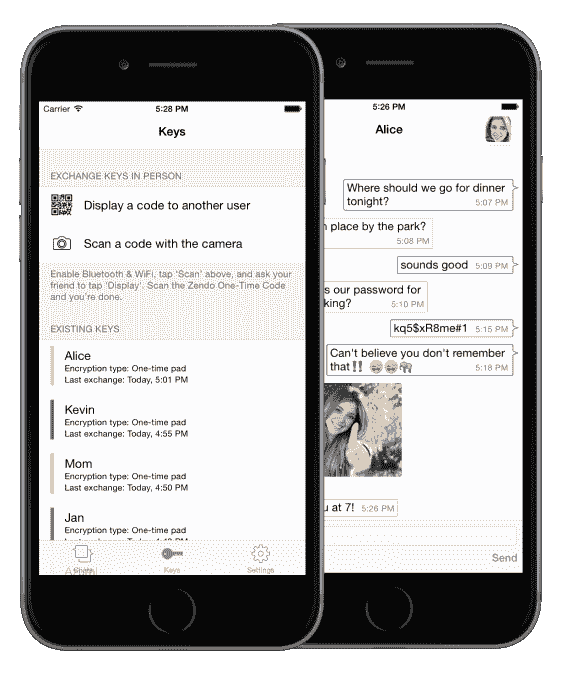 Carrier 5:28 PM
Keys
EXCHANGE KEYS IN PERSON
Display a code to another user
Scan a code with the camera
Enable Bluetooth & WiFi, tap 'Scan' above, and ask your
friend to tap 'Display'. Scan the Zendo One-Time Code
and you're done.
EXISTING KEYS
Alice
Encryption type: One-time pad
Last exchange: Today, 5:01 PM
Kevin
Encryption type: One-time pad
Last exchange: Today, 4:55 PM
Mom
Encryption type: One-time pad
Last exchange: Today, 4:50 PM
Jan
Encryption type: One-time pad
Keys Settings
5:26 PM
Alice
Where should we go for dinner
tonight? 5:07 PM
place by the park?
5:08 PM
sounds good 5:09 PM
our password for
5:10 PM
kq5$xR8me#1 5:15 PM
Can't believe you don't remember
that‼️ 5:18 PM
at 7! 5:26 PM
Send